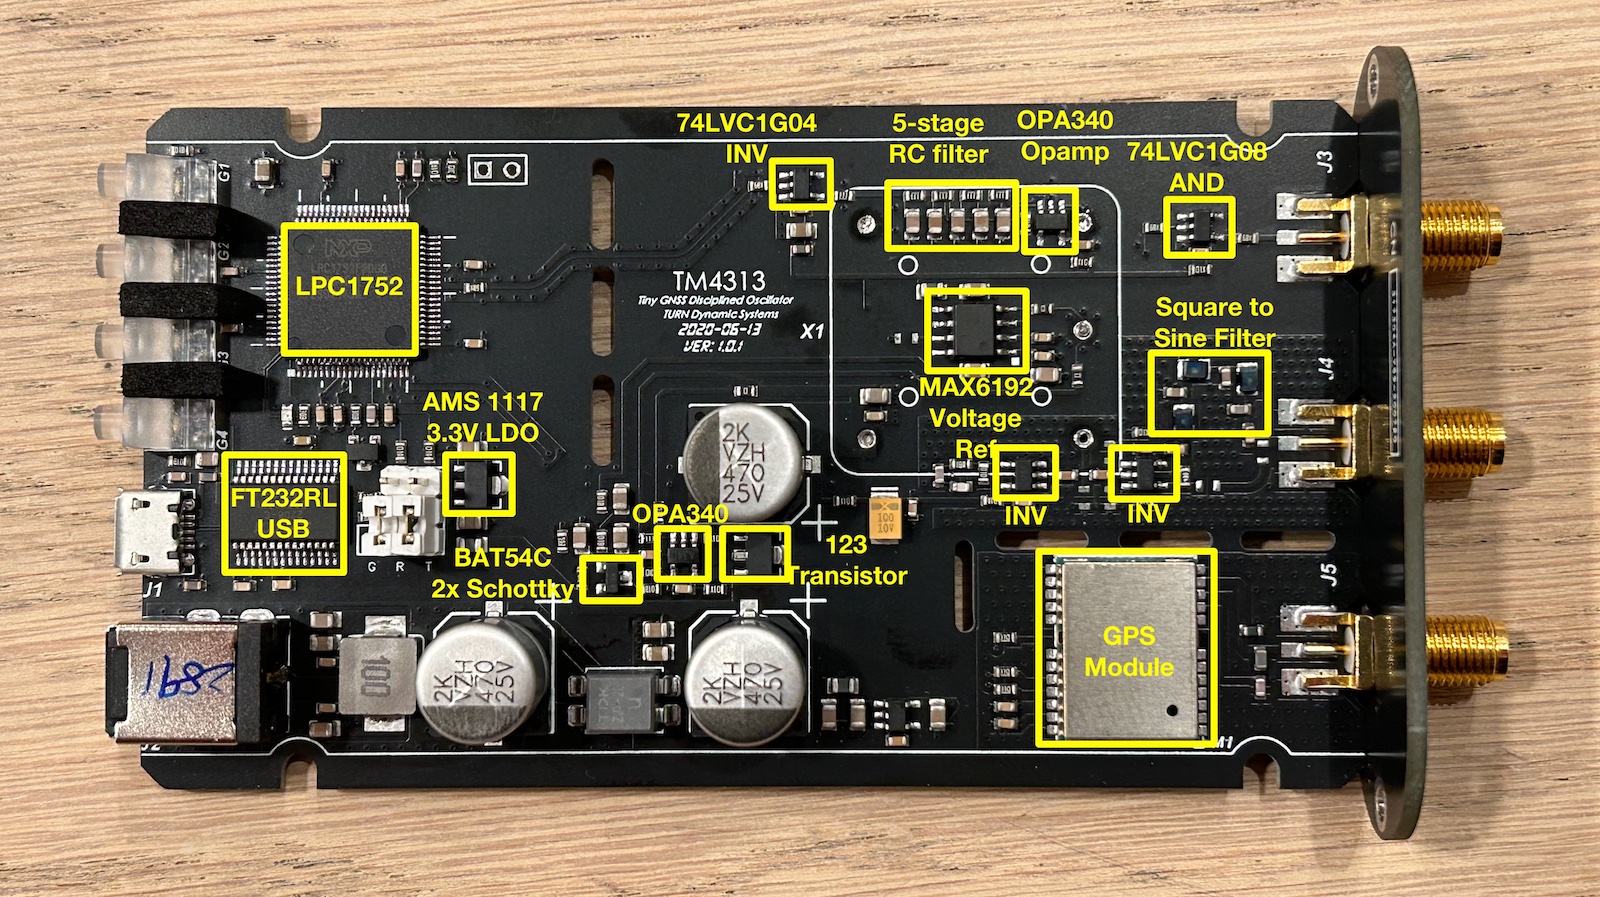 74LVC1G04
INV
5-stage
RC filter
OPA340
Opamp
74LVC1G08
AND
J3
G1
G2
NXP
LPC1752
TM4313
Tiny GNSS Disciplined Oscillator
TURN Dynamic Systems
2020-06-13
VER: 1.0.1
X1
Square to
Sine Filter
J4
G3
G4
AMS 1117
3.3V LDO
MAX6192
Voltage
Ref
2K
VZH
470
25V
FT232RL
USB
G R T
OPA340
INV
INV
100
10V
123
Transistor
BAT54C
2x Schottky
J1
J5
GPS
Module
1682
100
2K
VZH
470
25V
2K
VZH
470
25V
J2